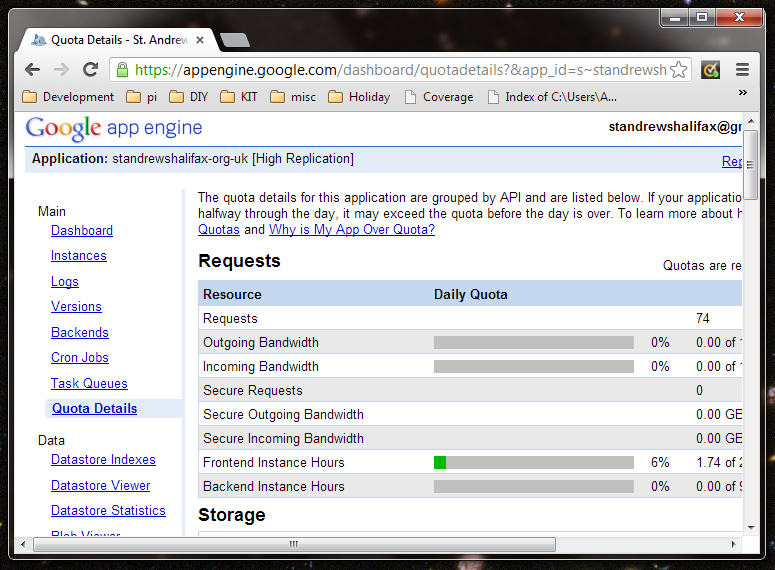 Quota Details - St. Andrew
https://appengine.google.com/dashboard/quotadetails?&app_id=s~standrewsh
Development pi DIY KIT misc Holiday Coverage Index of C:\Users\A... »
Google app engine
standrewshalifax@gr
Application: standrewshalifax-org-uk [High Replication]
Rep
The quota details for this application are grouped by API and are listed below. If your applicatio
halfway through the day, it may exceed the quota before the day is over. To learn more about h
Quotas and Why is My App Over Quota?
Main
Dashboard
Instances
Logs
Versions
Backends
Cron Jobs
Task Queues
Quota Details
Data
Datastore Indexes
Datastore Viewer
Datastore Statistics
Blob Viewer
Requests
Quotas are re
Resource Daily Quota
Requests 74
Outgoing Bandwidth 0% 0.00 of 1
Incoming Bandwidth 0% 0.00 of 1
Secure Requests 0
Secure Outgoing Bandwidth 0.00 GE
Secure Incoming Bandwidth 0.00 GE
Frontend Instance Hours 6% 1.74 of 2
Backend Instance Hours 0% 0.00 of 9
Storage